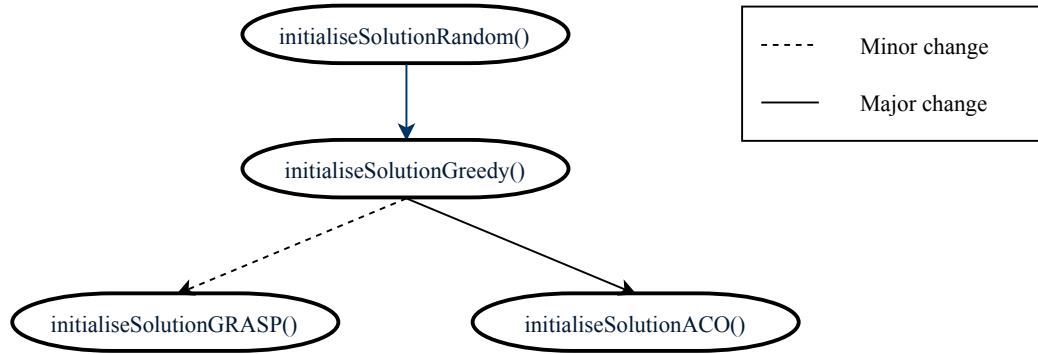 initialiseSolutionRandom()
Minor change
Major change
initialiseSolutionGreedy()
initialiseSolutionGRASP()
initialiseSolutionACO()